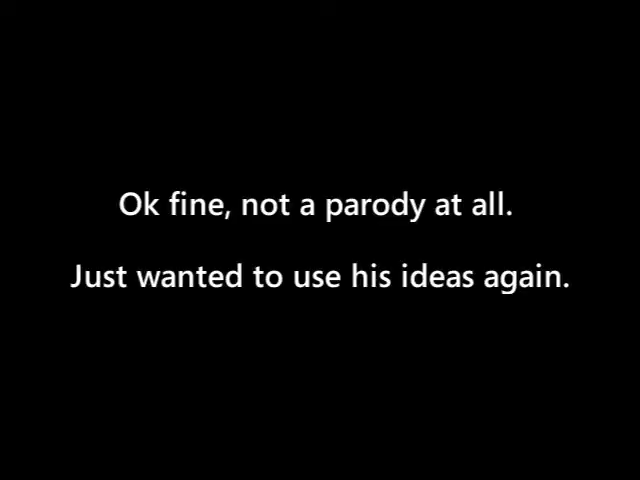 Ok fine, not a parody at all.
Just wanted to use his ideas again.